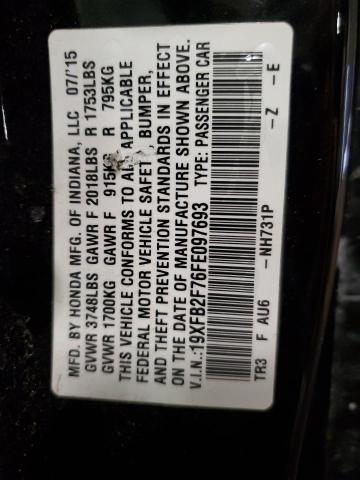 MFD. BY HONDA MFG. OF INDIANA, LLC 07/'15
GVWR 3748LBS GAWR F 2018LBS R 1753LBS
GVWR 1700KG GAWR F 915KG R 795KG
THIS VEHICLE CONFORMS TO ALL APPLICABLE
FEDERAL MOTOR VEHICLE SAFETY, BUMPER,
AND THEFT PREVENTION STANDARDS IN EFFECT
ON THE DATE OF MANUFACTURE SHOWN ABOVE.
V.I.N.:19XFB2F76FE097693 TYPE: PASSENGER CAR
TR3 F AU6 -NH731P -Z -E